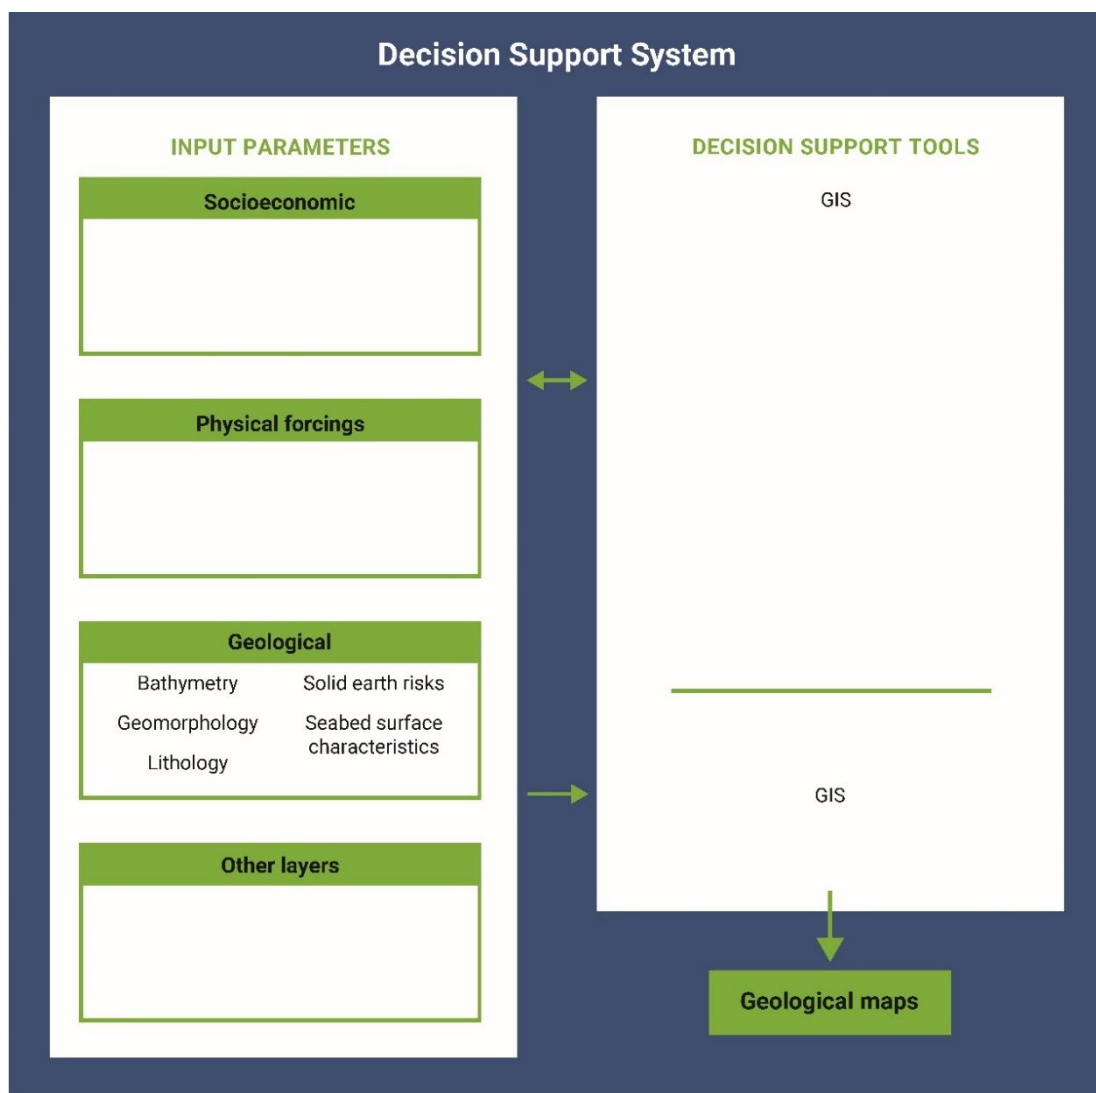 Decision Support System
INPUT PARAMETERS
Socioeconomic
Physical forcings
Geological
Bathymetry
Geomorphology
Lithology
Solid earth risks
Seabed surface
characteristics
Other layers
DECISION SUPPORT TOOLS
GIS
GIS
Geological maps